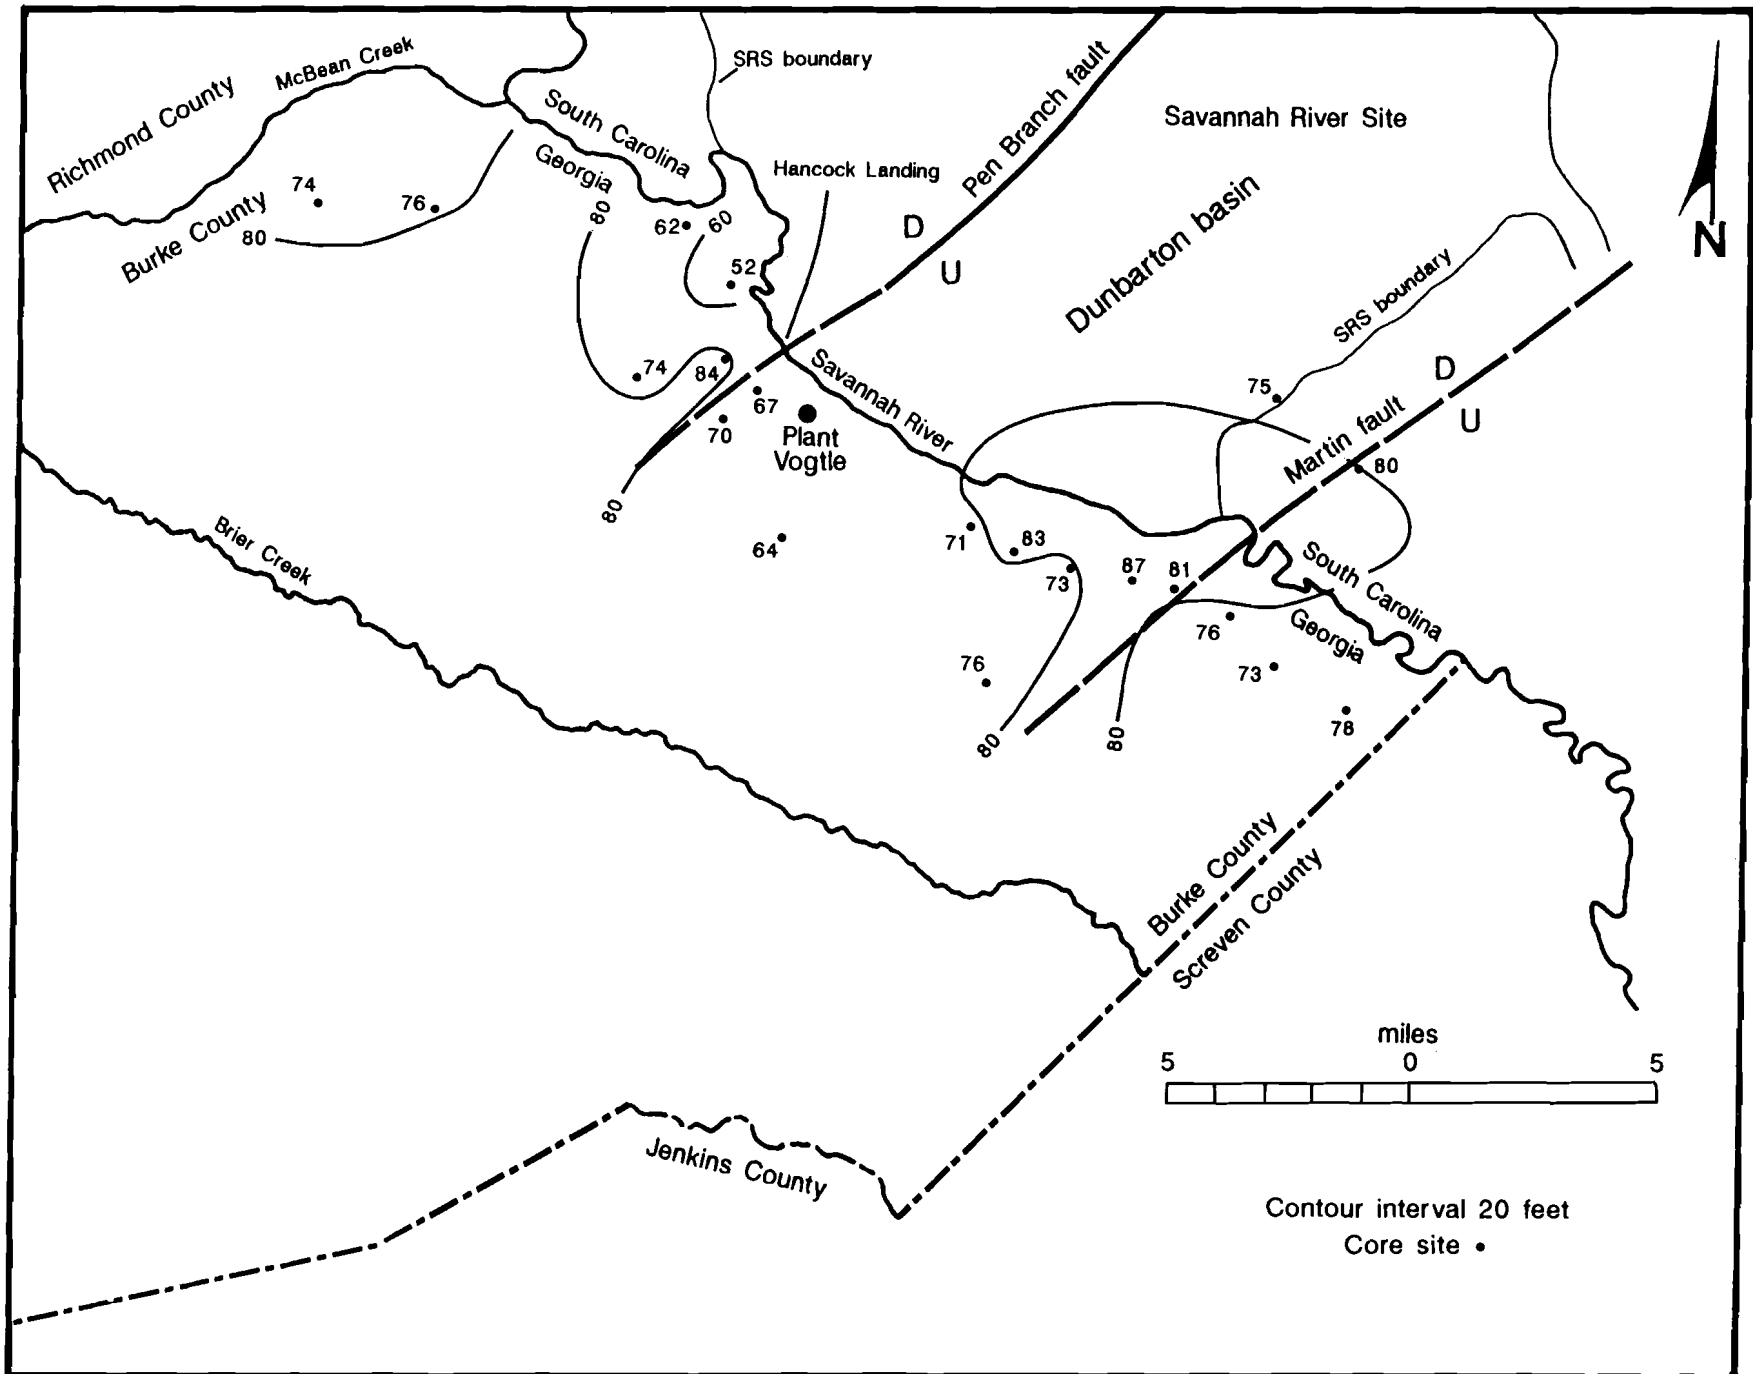 SRS boundary
McBean Creek
Richmond County
South Carolina
Georgia
Pen Branch fault
Savannah River Site
Hancock Landing
74
76
Burke County
80
80
62
60
52
D
U
Dunbarton basin
N
SRS boundary
74
84
67
70
Plant
Vogtle
Savannah River
75
D
U
Martin fault
80
80
64
71
83
73
87
81
South Carolina
Georgia
Brier Creek
76
76
73
78
80
80
Burke County
Screven County
miles
5 0 5
Jenkins County
Contour interval 20 feet
Core site